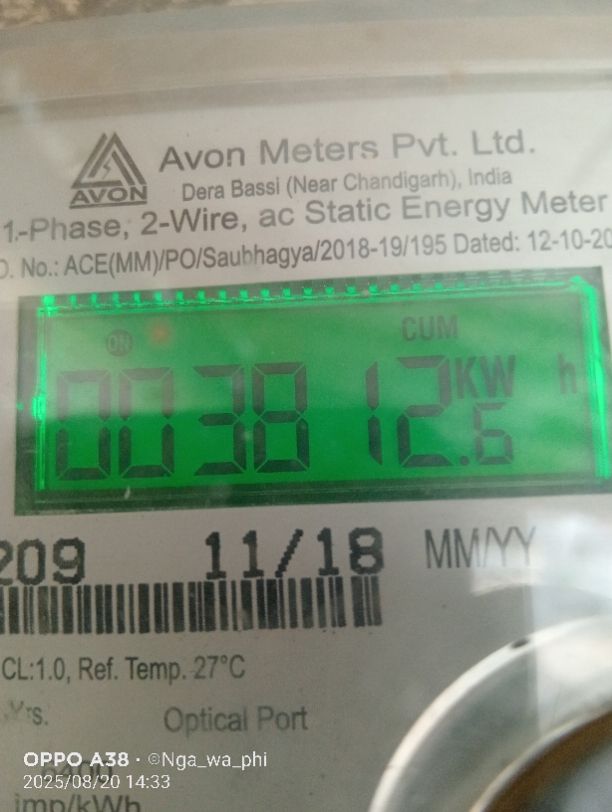 Avon Meters Pvt. Ltd.
AVON
Dera Bassi (Near Chandigarh), India
1.-Phase, 2-Wire, ac Static Energy Meter
O. No.: ACE(MM)/PO/Saubhagya/2018-19/195 Dated: 12-10-20
ON
CUM
003812.6 KW h
209 11/18 MM/YY
CL:1.0, Ref. Temp. 27°C
Yrs. Optical Port
OPPO A38 · ©Nga_wa_phi
2025/08/20 14:33
imp/kWh